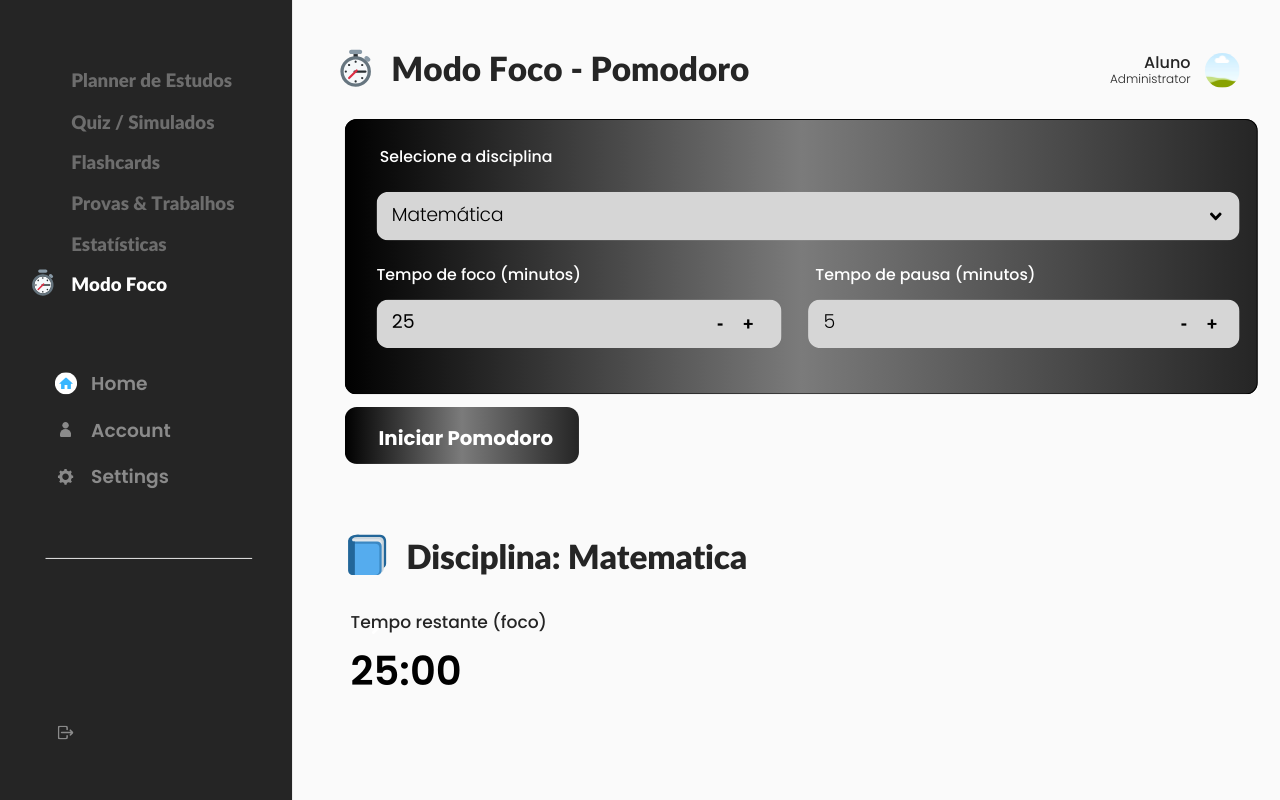 Planner de Estudos
Quiz / Simulados
Flashcards
Provas & Trabalhos
Estatísticas
Modo Foco
Home
Account
Settings
Modo Foco - Pomodoro
Aluno
Administrator
Selecione a disciplina
Matemática
Tempo de foco (minutos)
Tempo de pausa (minutos)
25 - +
5 - +
Iniciar Pomodoro
Disciplina: Matematica
Tempo restante (foco)
25:00